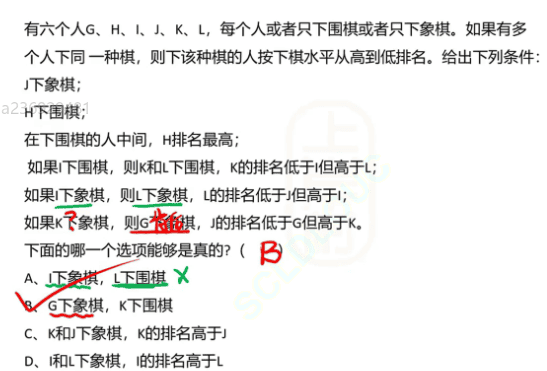 有六个人G、H、I、J、K、L，每个人或者只下围棋或者只下象棋。如果有多
个人下同 一种棋，则下该种棋的人按下棋水平从高到低排名。给出下列条件：
J下象棋；
H下围棋；
在下围棋的人中间，H排名最高；
如果I下围棋，则K和L下围棋，K的排名低于I但高于L；
如果I下象棋，则L下象棋，L的排名低于J但高于I；
如果K下象棋，则G 棋，J的排名低于G但高于K。
下面的哪一个选项能够是真的？（ B ）
A、I下象棋，L下围棋 X
B、G下象棋，K下围棋
C、K和J下象棋，K的排名高于J
D、I和L下象棋，I的排名高于L